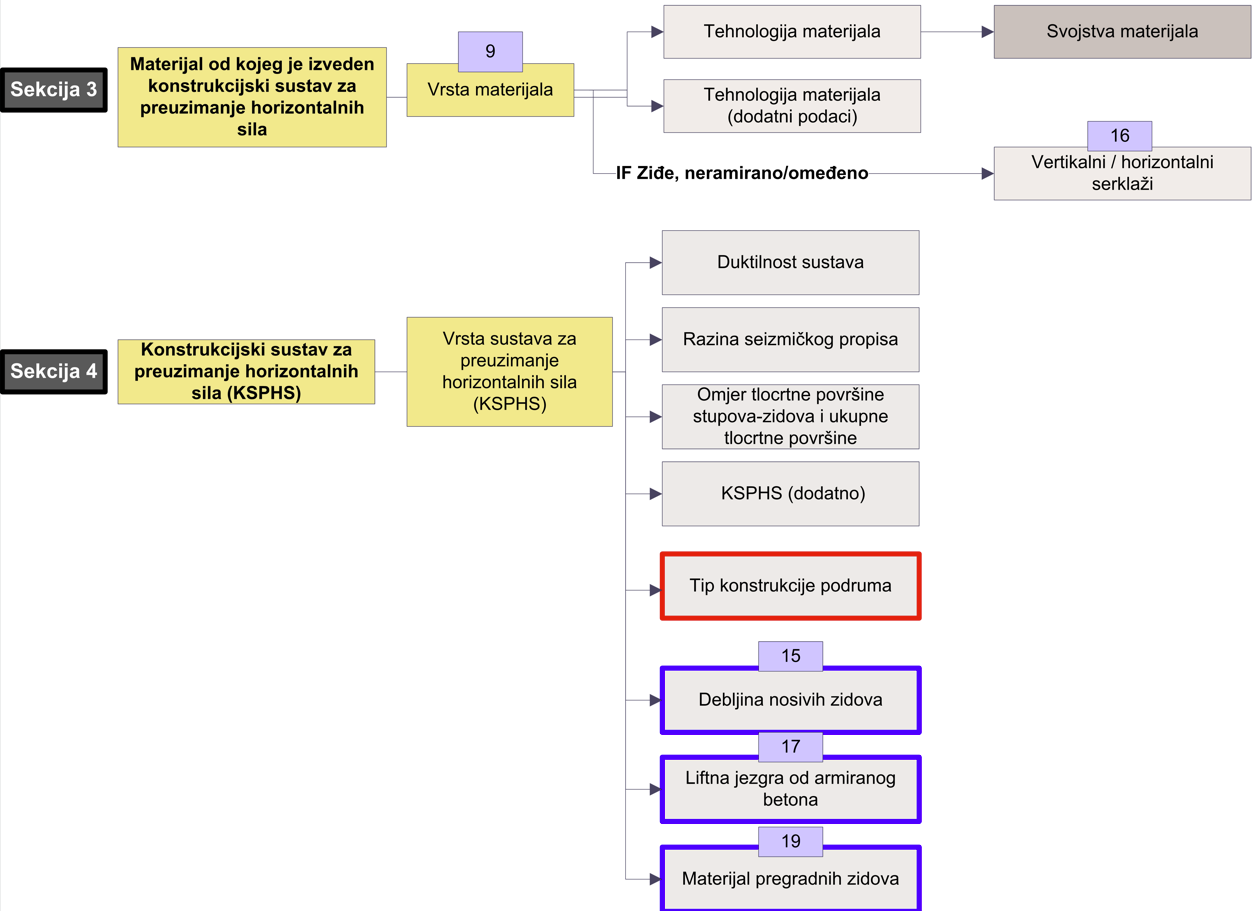 Sekcija 3
Materijal od kojeg je izveden
konstrukcijski sustav za
preuzimanje horizontalnih
sila
9
Vrsta materijala
Tehnologija materijala
Svojstva materijala
Tehnologija materijala
(dodatni podaci)
IF Ziđe, neramirano/omeđeno
16
Vertikalni / horizontalni
serklaži
Sekcija 4
Konstrukcijski sustav za
preuzimanje horizontalnih
sila (KSPHS)
Vrsta sustava za
preuzimanje
horizontalnih sila
(KSPHS)
Duktilnost sustava
Razina seizmičkog propisa
Omjer tlocrtne površine
stupova-zidova i ukupne
tlocrtne površine
KSPHS (dodatno)
Tip konstrukcije podruma
15
Debljina nosivih zidova
17
Liftna jezgra od armiranog
betona
19
Materijal pregradnih zidova